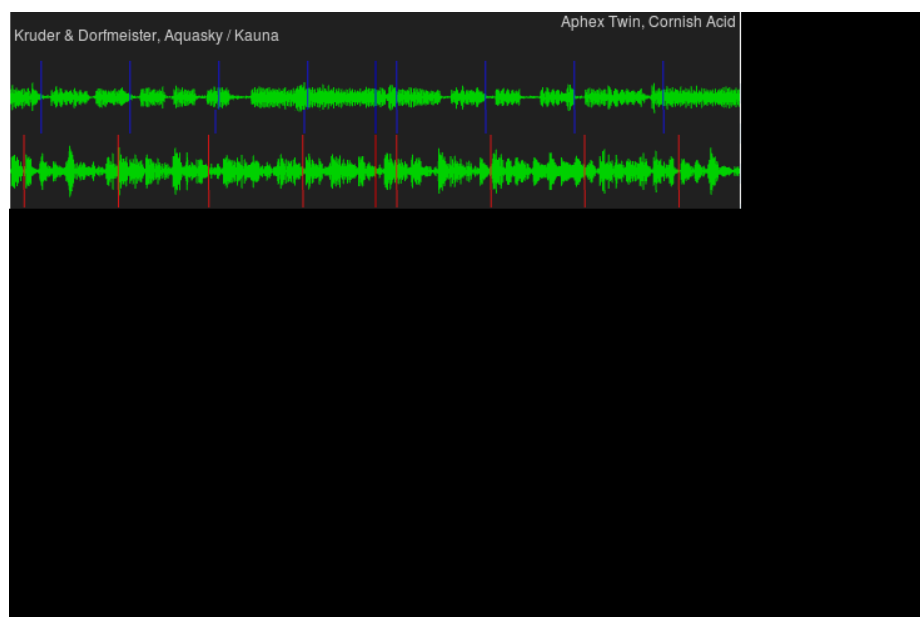 Aphex Twin, Cornish Acid
Kruder & Dorfmeister, Aquasky / Kauna